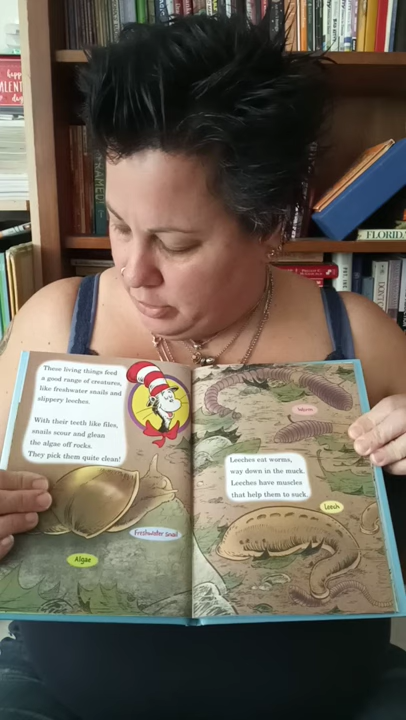 These living things feed
a good range of creatures,
like freshwater snails and
slippery leeches.
With their teeth like files,
snails scour and glean
the algae off rocks.
They pick them quite clean!
Freshwater snail
Algae
Worm
Leeches eat worms,
way down in the muck.
Leeches have muscles
that help them to suck.
Leech
FLORIDA